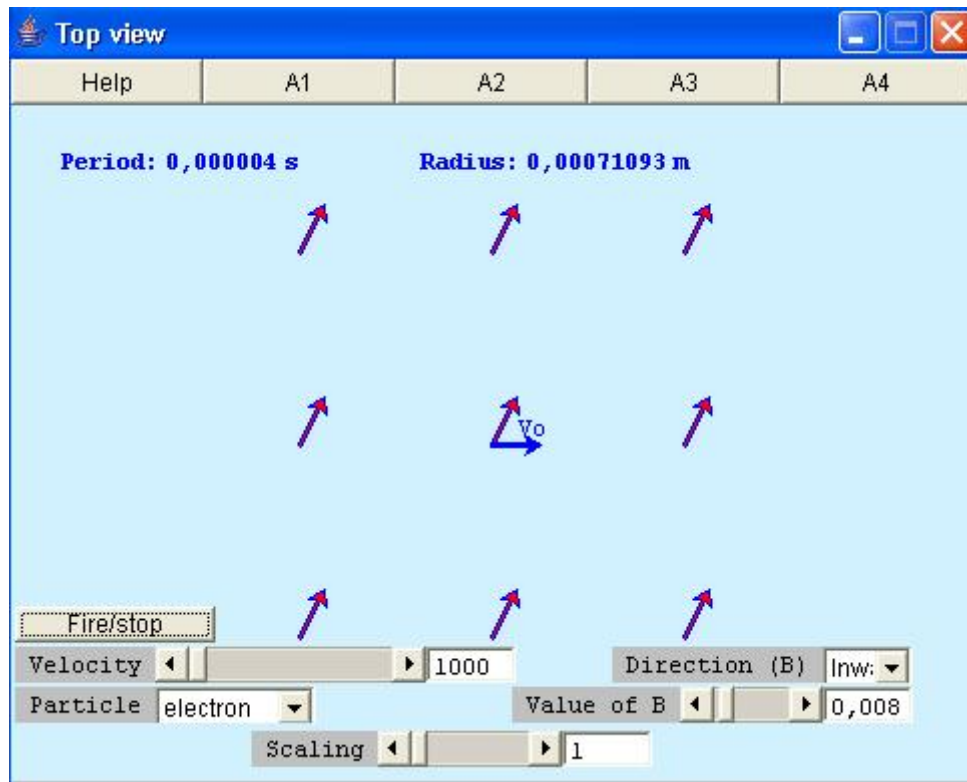 Top view
Help A1 A2 A3 A4
Period: 0,000004 s Radius: 0,00071093 m
Vo
Fire/stop
Velocity 1000 Direction (B) Inw:
Particle electron Value of B 0,008
Scaling 1